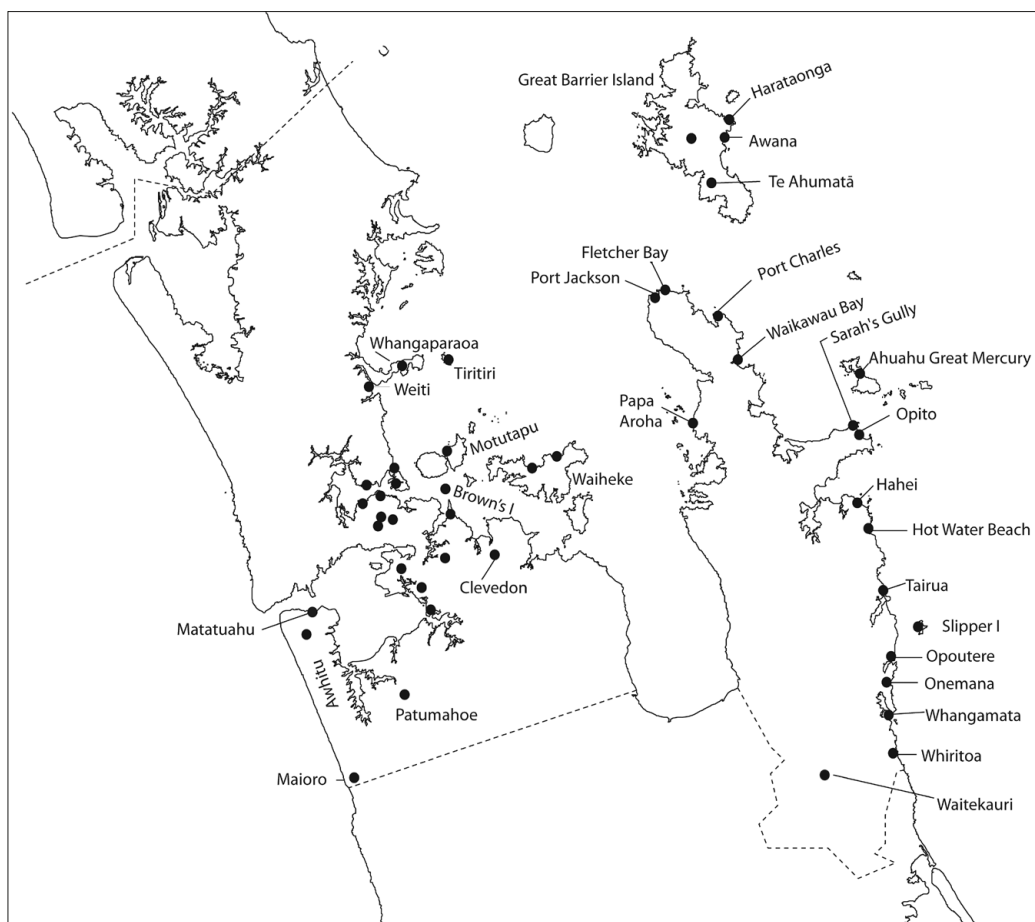 Great Barrier Island
Harataonga
Awana
Te Ahumatā
Fletcher Bay
Port Jackson
Port Charles
Waikawau Bay
Sarah's Gully
Whangaparaoa
Tiritiri
Weiti
Ahuahu Great Mercury
Papa
Aroha
Opito
Motutapu
Waiheke
Brown's I
Hahei
Hot Water Beach
Clevedon
Tairua
Matatuahu
Slipper I
Awhitu
Opoutere
Onemana
Patumahoe
Whangamata
Whiritoa
Maioro
Waitekauri